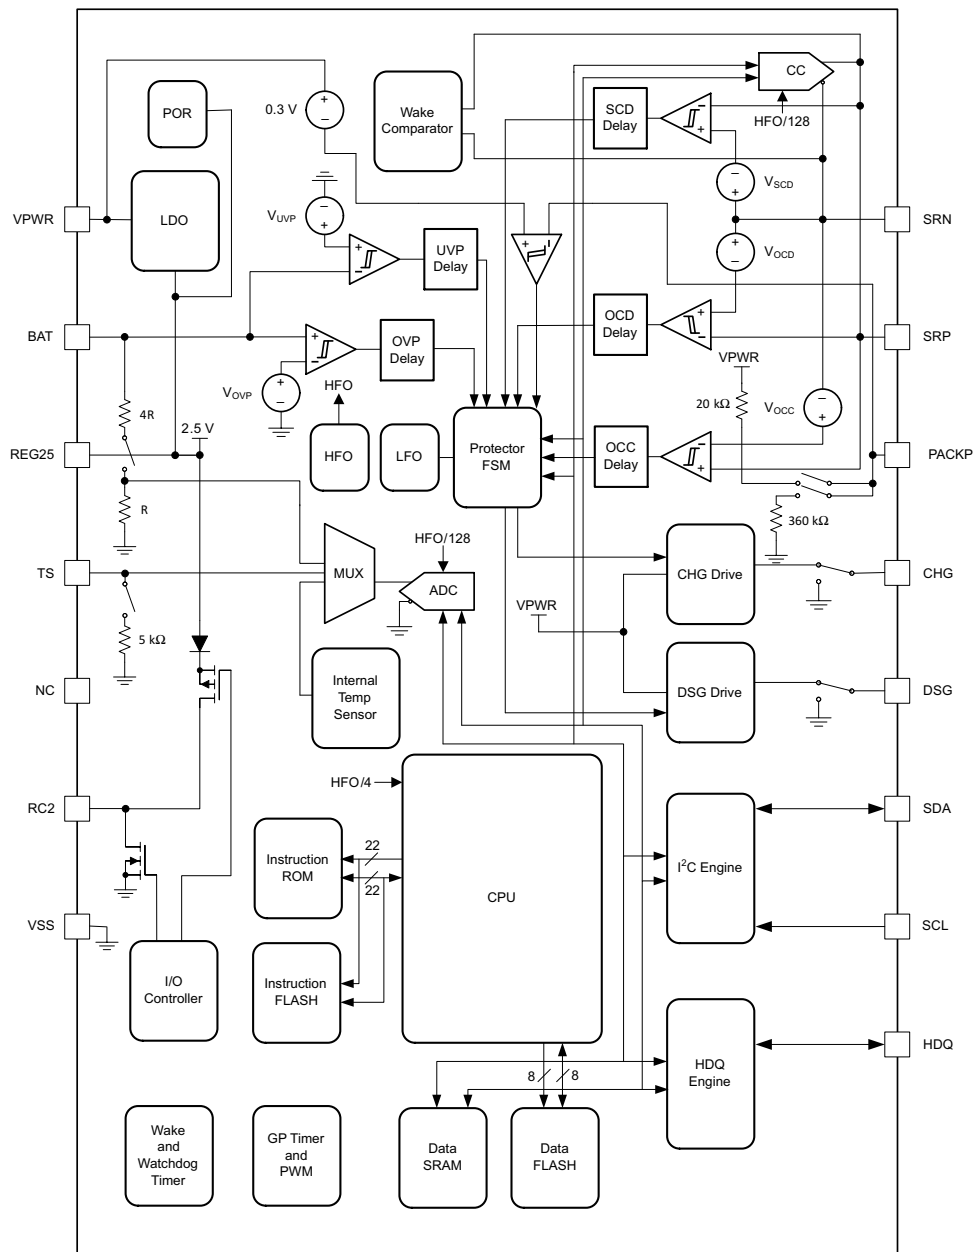 POR
0.3 V
Wake
Comparator
SCD
Delay
CC
HFO/128
+
−
VPWR
LDO
VUVP
−
+
UVP
Delay
+
−
−
+
VSCD
SRN
+
−
VOCD
BAT
+
−
OVP
Delay
VOVP
+
−
HFO
OCD
Delay
+
−
VPWR
20 kΩ
SRP
VOCC
−
+
4R
2.5 V
REG25
HFO
LFO
Protector
FSM
OCC
Delay
−
+
PACKP
R
360 kΩ
TS
MUX
HFO/128
ADC
CHG Drive
CHG
5 kΩ
VPWR
NC
Internal
Temp
Sensor
DSG Drive
DSG
HFO/4
RC2
SDA
Instruction
ROM
22
22
CPU
I2C Engine
VSS
SCL
I/O
Controller
Instruction
FLASH
HDQ
HDQ
Engine
8
8
Wake
and
Watchdog
Timer
GP Timer
and
PWM
Data
SRAM
Data
FLASH